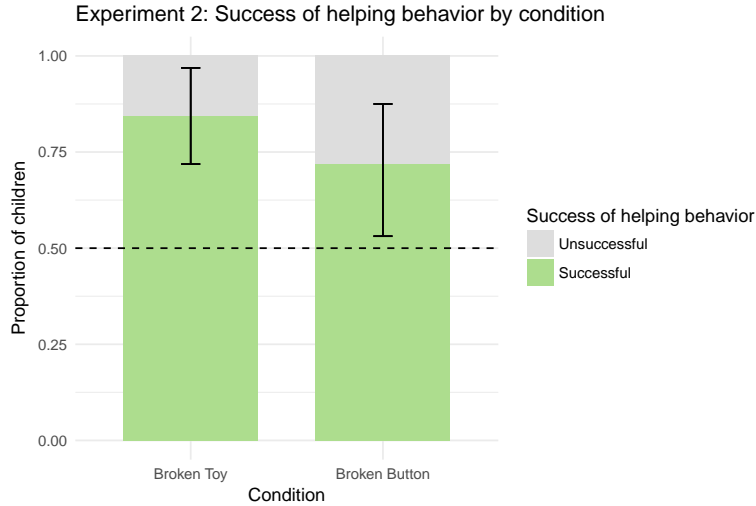 Experiment 2: Success of helping behavior by condition
1.00
0.75
0.50
0.25
0.00
Proportion of children
Broken Toy
Broken Button
Condition
Success of helping behavior
Unsuccessful
Successful